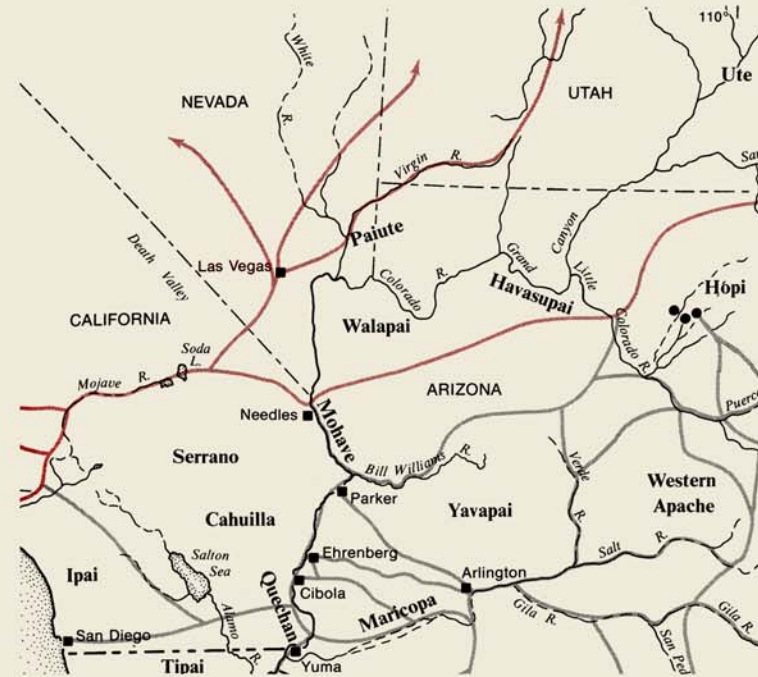 110°
White
R.
Ute
NEVADA
UTAH
Virgin R.
San
Death Valley
Paiute
Las Vegas
Colorado R.
Grand
Canyon
Little
Colorado R.
Havasupai
Hopi
CALIFORNIA
Walapai
Soda
L.
Mojave R.
ARIZONA
Needles
Mohave
Puerco
Serrano
Bill Williams R.
Verde
R.
Western
Apache
Parker
Yavapai
Cahuilla
Salton
Sea
Ehrenberg
Salt R.
Ipai
Cibola
Arlington
Quechan
Maricopa
Gila R.
Gila R.
Alamo
R.
San Ped
San Diego
Tipai
Yuma